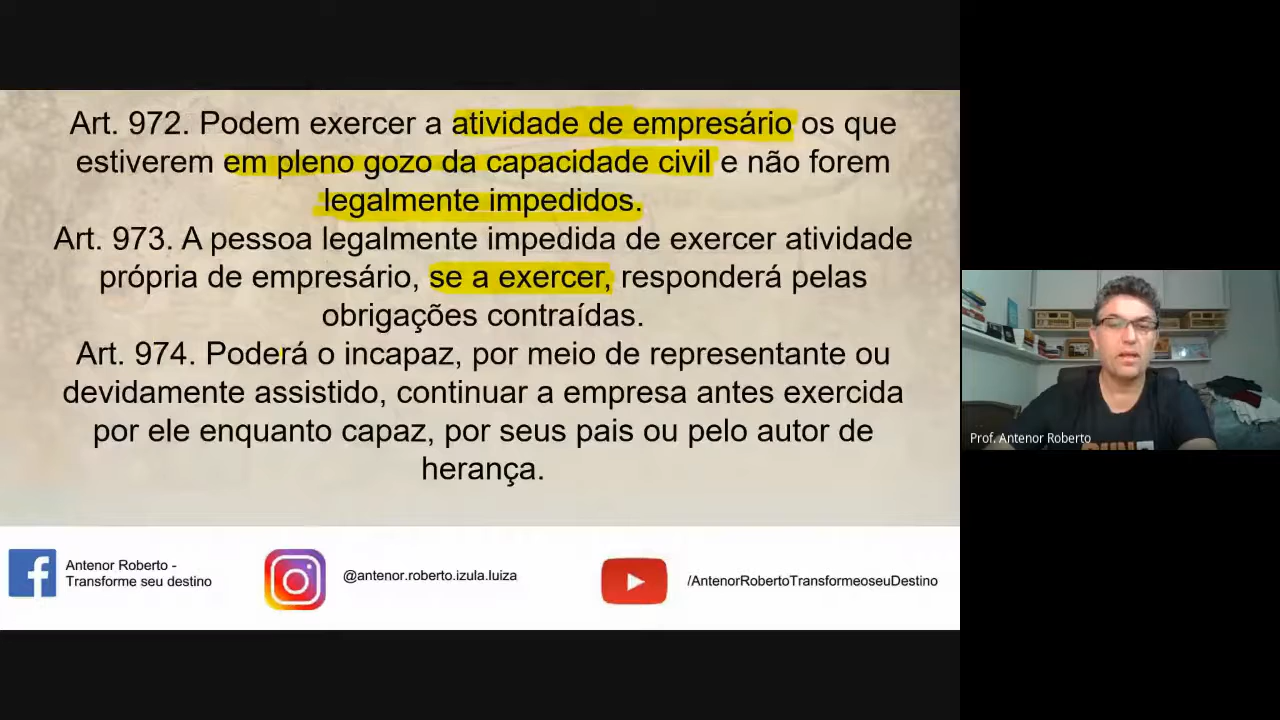 Art. 972. Podem exercer a atividade de empresário os que
estiverem em pleno gozo da capacidade civil e não forem
legalmente impedidos.
Art. 973. A pessoa legalmente impedida de exercer atividade
própria de empresário, se a exercer, responderá pelas
obrigações contraídas.
Art. 974. Poderá o incapaz, por meio de representante ou
devidamente assistido, continuar a empresa antes exercida
por ele enquanto capaz, por seus pais ou pelo autor de
herança.
Antenor Roberto -
Transforme seu destino
@antenor.roberto.izula.luiza
/AntenorRobertoTransformeoseuDestino
Prof. Antenor Roberto